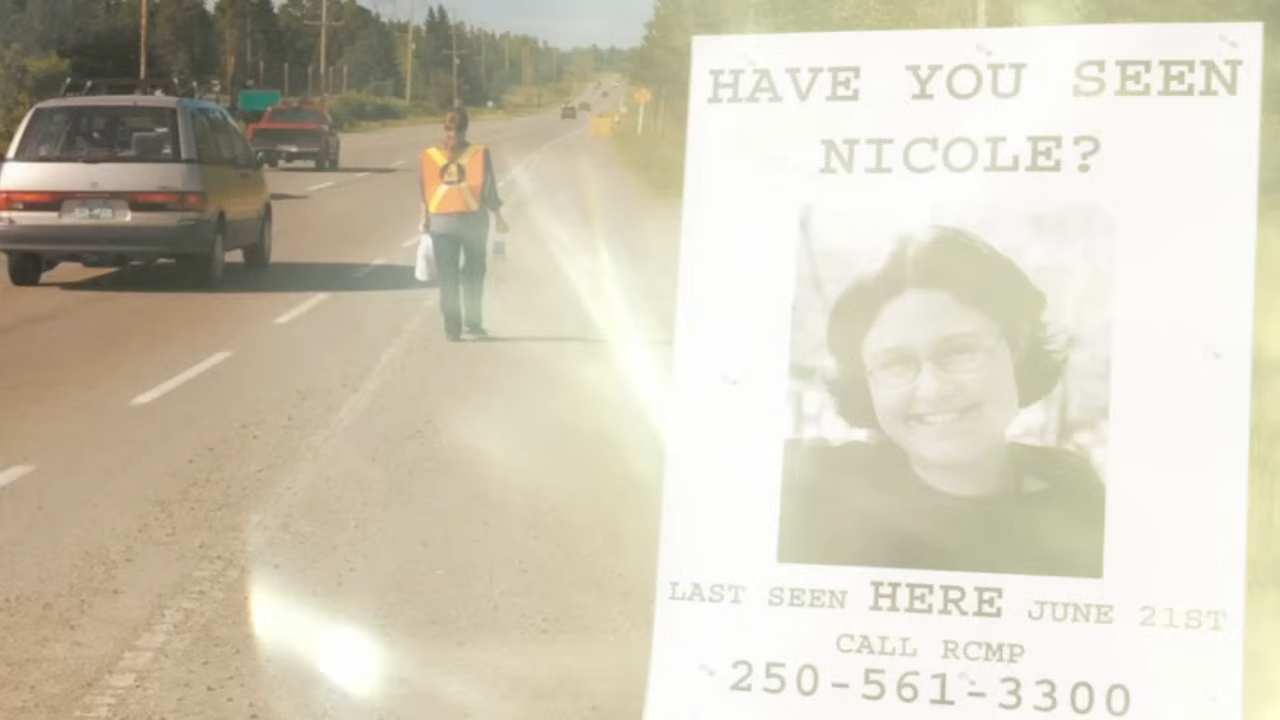 HAVE YOU SEEN
NICOLE?
LAST SEEN HERE JUNE 21ST
CALL RCMP
250-561-3300